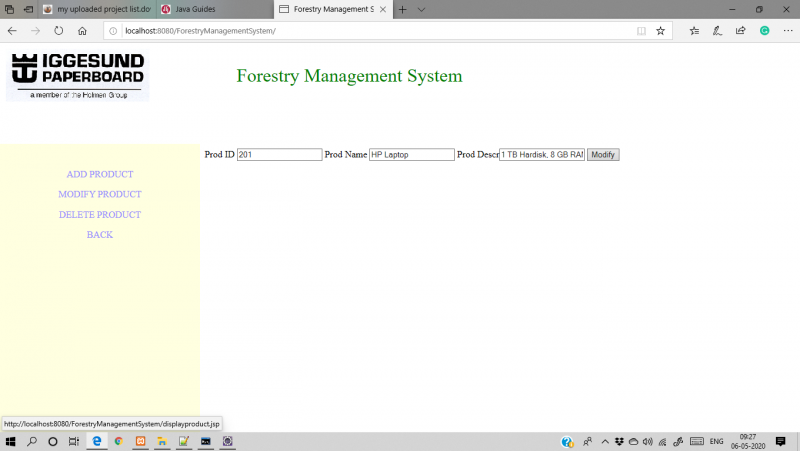 my uploaded project list.do
Java Guides
Forestry Management S
localhost:8080/ForestryManagementSystem/
IGGESUND
PAPERBOARD
a member of the Holmen Group
Forestry Management System
Prod ID 201 Prod Name HP Laptop Prod Descr 1 TB Hardisk, 8 GB RAM Modify
ADD PRODUCT
MODIFY PRODUCT
DELETE PRODUCT
BACK
http://localhost:8080/ForestryManagementSystem/displayproduct.jsp
ENG
09:27
06-05-2020